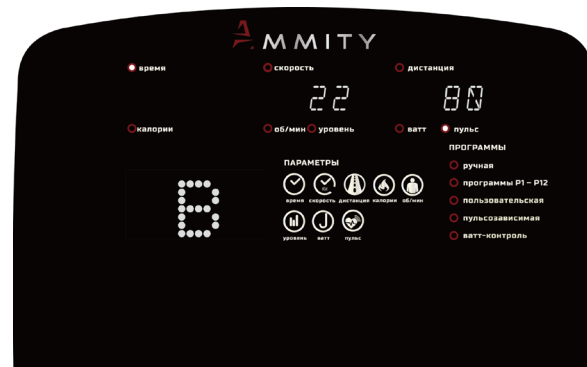 AMMITY
время скорость дистанция
22 80
калории об/мин уровень ватт пульс
ПРОГРАММЫ
ручная
программы P1 – P12
пользовательская
пульсозависимая
ватт-контроль
ПАРАМЕТРЫ
время скорость дистанция калории об/мин
уровень ватт пульс
B